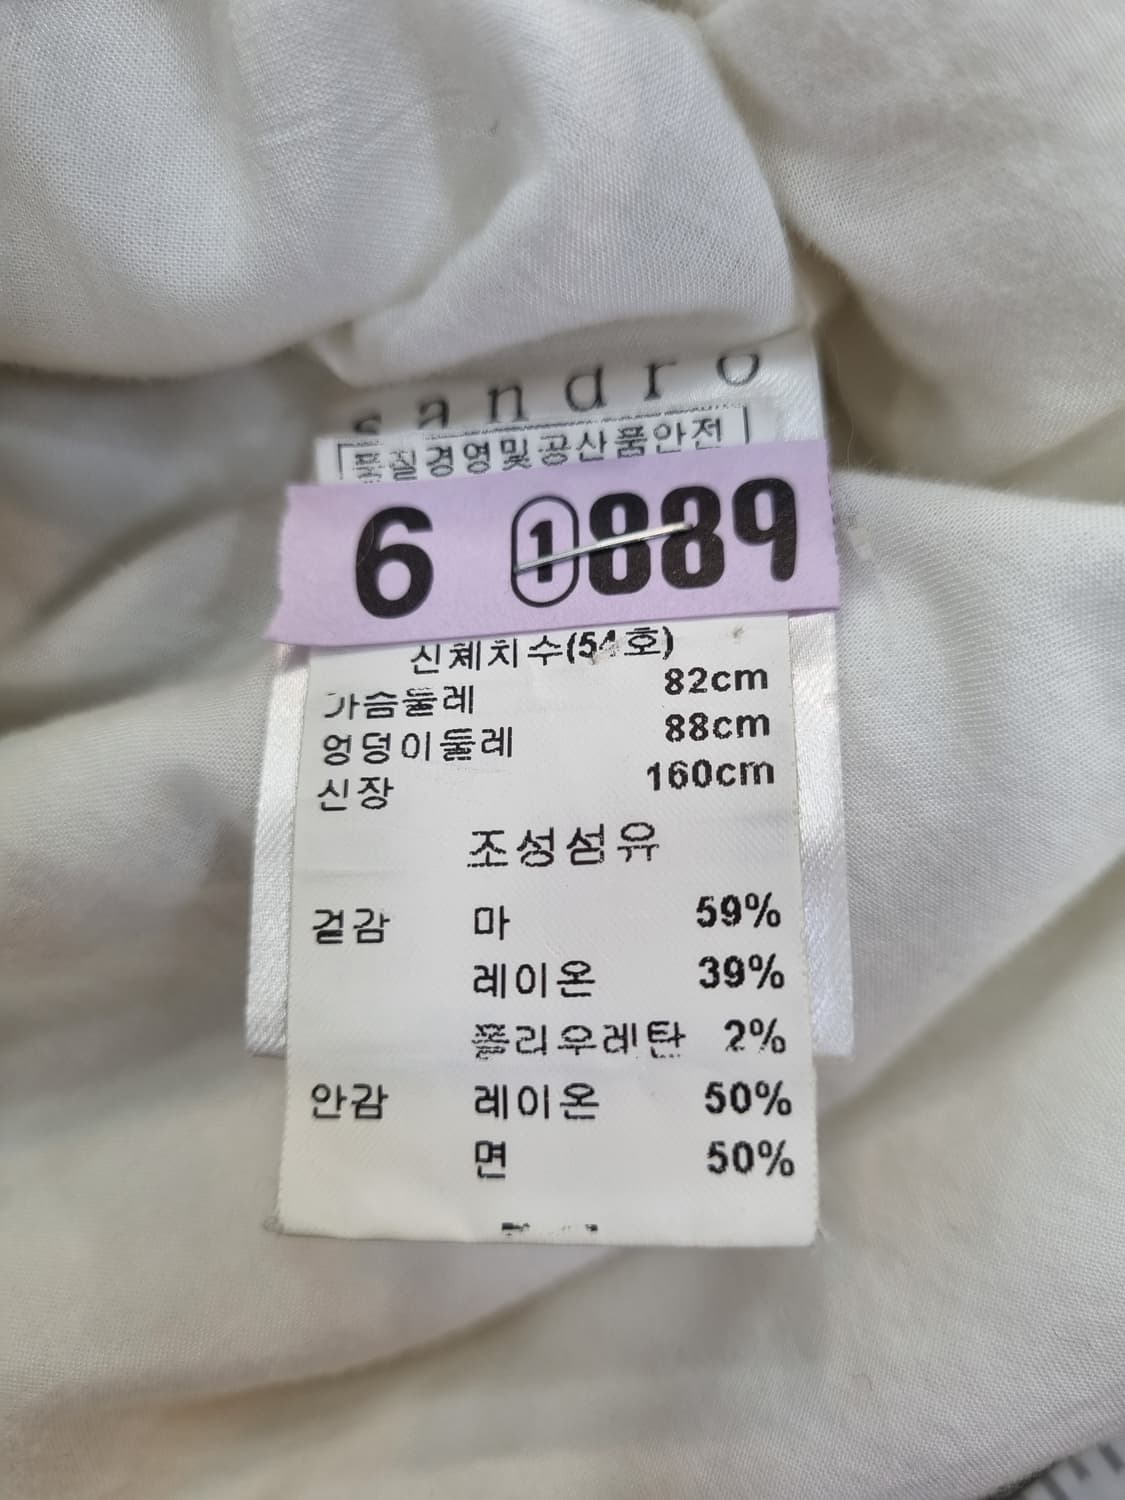 sandro
품질경영및공산품안전
6 ①889
신체치수(54호)
가슴둘레 82cm
엉덩이둘레 88cm
신장 160cm
조성섬유
겉감 마 59%
레이온 39%
폴리우레탄 2%
안감 레이온 50%
면 50%